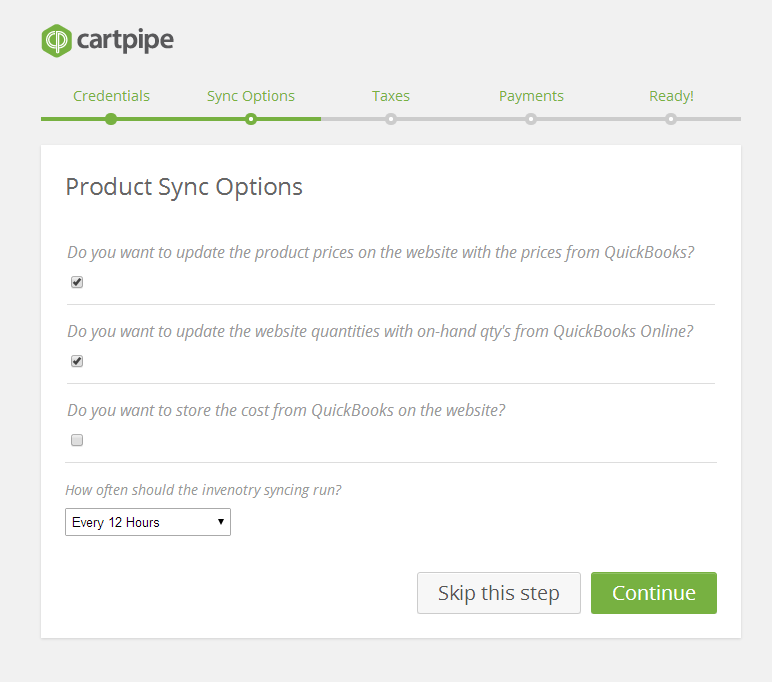 cartpipe
Credentials Sync Options Taxes Payments Ready!
Product Sync Options
Do you want to update the product prices on the website with the prices from QuickBooks?
Do you want to update the website quantities with on-hand qty's from QuickBooks Online?
Do you want to store the cost from QuickBooks on the website?
How often should the invenotry syncing run?
Every 12 Hours
Skip this step Continue